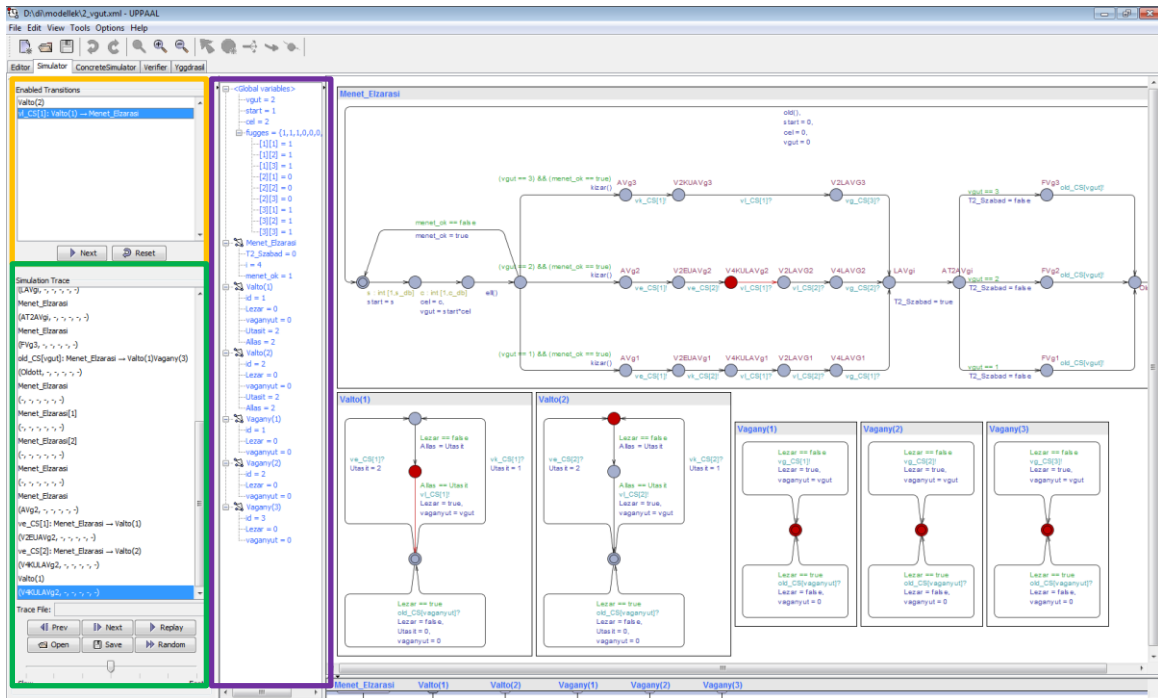 D:\di\modellek\2_vgut.xml - UPPAAL
File Edit View Tools Options Help
Editor Simulator ConcreteSimulator Verifier Yggdrasil
Enabled Transitions
Valto(2)
vl_CS[1]: Valto(1) → Menet_Elzarasi
Next Reset
Simulation Trace
(LAVgi, -, -, -, -, -)
Menet_Elzarasi
(AT2AVgi, -, -, -, -, -)
Menet_Elzarasi
(FVg3, -, -, -, -, -)
old_CS[vgut]: Menet_Elzarasi → Valto(1)Vagany(3)
(Oldott, -, -, -, -, -)
Menet_Elzarasi
(-, -, -, -, -, -)
Menet_Elzarasi[1]
(-, -, -, -, -, -)
Menet_Elzarasi[2]
(-, -, -, -, -, -)
Menet_Elzarasi
(-, -, -, -, -, -)
Menet_Elzarasi
(AVg2, -, -, -, -, -)
ve_CS[1]: Menet_Elzarasi → Valto(1)
(V2EUAVg2, -, -, -, -, -)
ve_CS[2]: Menet_Elzarasi → Valto(2)
(V4KULAVg2, -, -, -, -, -)
Valto(1)
(V4KULAVg2, -, -, -, -, -)
Trace File:
Prev Next Replay
Open Save Random
<Global variables>
vgut = 2
start = 1
cel = 2
fugges = {1,1,1,0,0,0,
[1][1] = 1
[1][2] = 1
[1][3] = 1
[2][1] = 0
[2][2] = 0
[2][3] = 0
[3][1] = 1
[3][2] = 1
[3][3] = 1
Menet_Elzarasi
T2_Szabad = 0
i = 4
menet_ok = 1
Valto(1)
id = 1
Lezar = 0
vaganyut = 0
Utasit = 2
Allas = 2
Valto(2)
id = 2
Lezar = 0
vaganyut = 0
Utasit = 2
Allas = 2
Vagany(1)
id = 1
Lezar = 0
vaganyut = 0
Vagany(2)
id = 2
Lezar = 0
vaganyut = 0
Vagany(3)
id = 3
Lezar = 0
vaganyut = 0
Menet_Elzarasi
old(),
start = 0,
cel = 0,
vgut = 0
(vgut == 3) && (menet_ok == true)
kizar()
AVg3 V2KUAVg3 V2LAVG3
vk_CS[1]! vl_CS[1]? vg_CS[3]?
vgut == 3
T2_Szabad = false
FVg3
old_CS[vgut]!
menet_ok == false
menet_ok = true
s : int [1,s_db]
start = s
c : int [1,c_db]
cel = c,
vgut = start*cel
ell()
(vgut == 2) && (menet_ok == true)
kizar()
AVg2 V2EUAVg2 V4KULAVg2 V2LAVG2 V4LAVG2 LAVgi AT2AVgi
ve_CS[1]! ve_CS[2]! vl_CS[1]? vl_CS[2]? vg_CS[2]?
T2_Szabad = true
vgut == 2
T2_Szabad = false
FVg2
old_CS[vgut]!
(vgut == 1) && (menet_ok == true)
kizar()
AVg1 V2EUAVg1 V4KULAVg1 V2LAVG1 V4LAVG1
ve_CS[1]! vk_CS[2]! vl_CS[1]? vl_CS[2]? vg_CS[1]?
vgut == 1
T2_Szabad = false
FVg1
old_CS[vgut]!
Valto(1)
Lezar == false
Allas = Utasit
ve_CS[1]?
Utasit = 2
vk_CS[1]?
Utasit = 1
Allas == Utasit
vl_CS[1]!
Lezar = true,
vaganyut = vgut
Lezar == true
old_CS[vaganyut]?
Lezar = false,
Utasit = 0,
vaganyut = 0
Valto(2)
Lezar == false
Allas = Utasit
ve_CS[2]?
Utasit = 2
vk_CS[2]?
Utasit = 1
Allas == Utasit
vl_CS[2]!
Lezar = true,
vaganyut = vgut
Lezar == true
old_CS[vaganyut]?
Lezar = false,
Utasit = 0,
vaganyut = 0
Vagany(1)
Lezar == false
vg_CS[1]!
Lezar = true,
vaganyut = vgut
Lezar == true
old_CS[vaganyut]?
Lezar = false,
vaganyut = 0
Vagany(2)
Lezar == false
vg_CS[2]!
Lezar = true,
vaganyut = vgut
Lezar == true
old_CS[vaganyut]?
Lezar = false,
vaganyut = 0
Vagany(3)
Lezar == false
vg_CS[3]!
Lezar = true,
vaganyut = vgut
Lezar == true
old_CS[vaganyut]?
Lezar = false,
vaganyut = 0
Menet_Elzarasi Valto(1) Valto(2) Vagany(1) Vagany(2) Vagany(3)